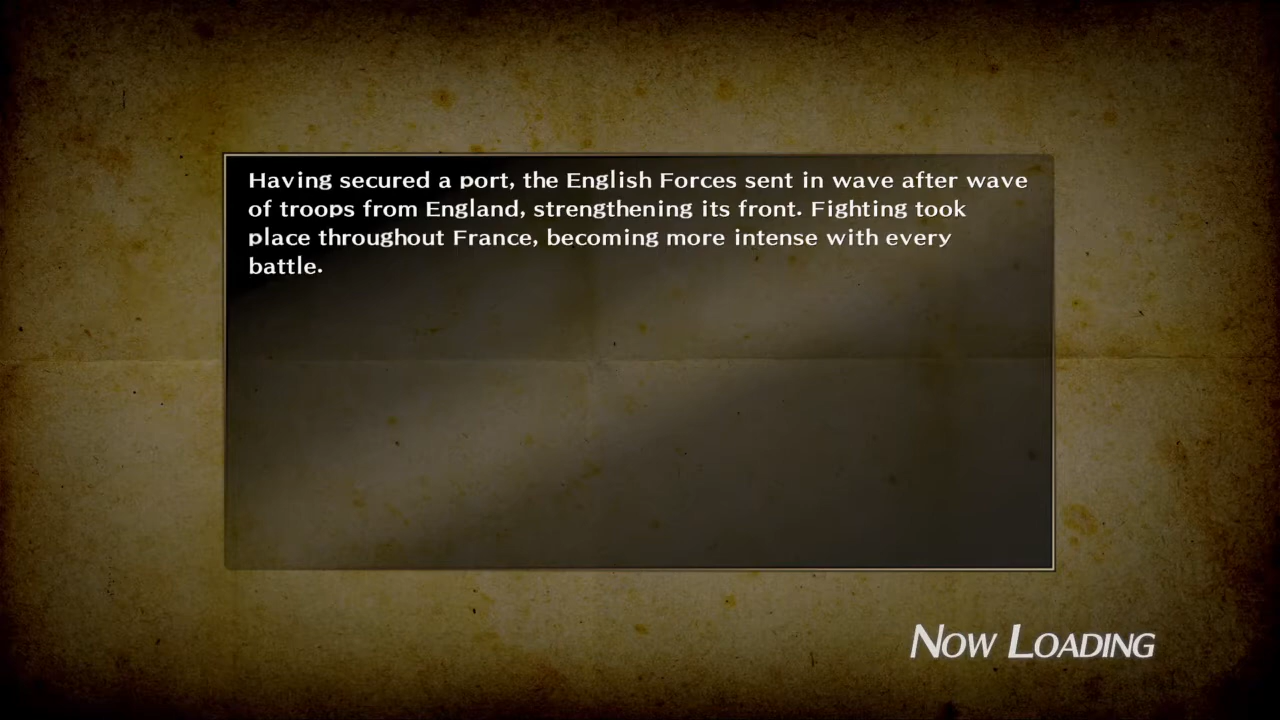 Having secured a port, the English Forces sent in wave after wave
of troops from England, strengthening its front. Fighting took
place throughout France, becoming more intense with every
battle.
NOW LOADING